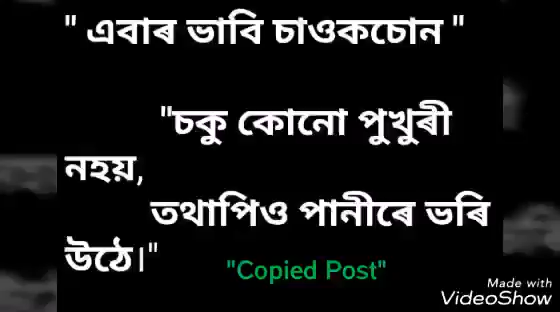 " এবাৰ ভাবি চাওকচোন "
"চকু কোনো পুখুৰী
নহয়,
তথাপিও পানীৰে ভৰি
উঠে।"
"Copied Post"
Made with
VideoShow